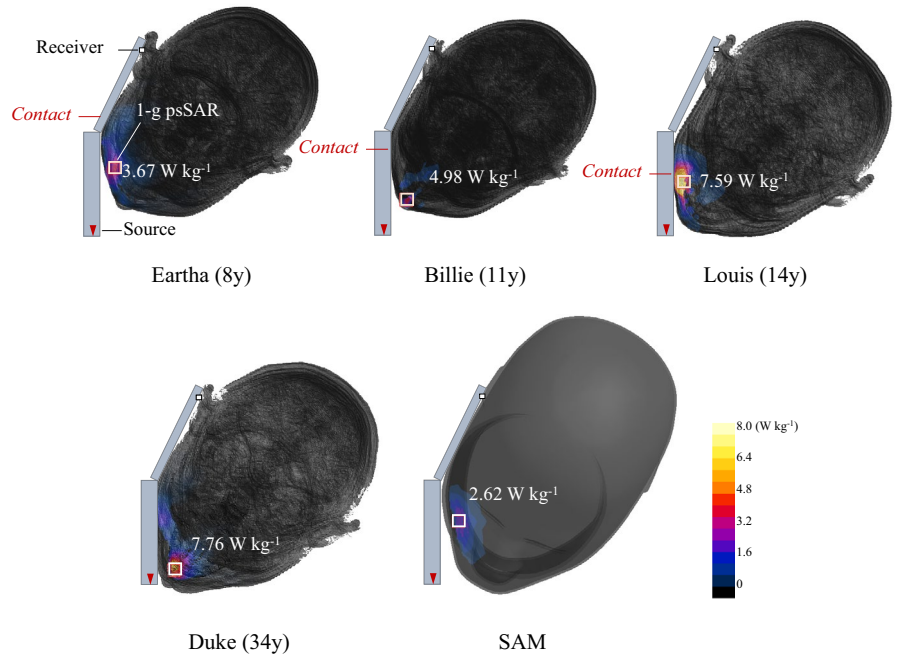 Receiver
Contact
1-g psSAR
3.67 W kg⁻¹
Source
Eartha (8y)
Contact
4.98 W kg⁻¹
Billie (11y)
Contact
7.59 W kg⁻¹
Louis (14y)
7.76 W kg⁻¹
Duke (34y)
2.62 W kg⁻¹
SAM
8.0 (W kg⁻¹)
6.4
4.8
3.2
1.6
0